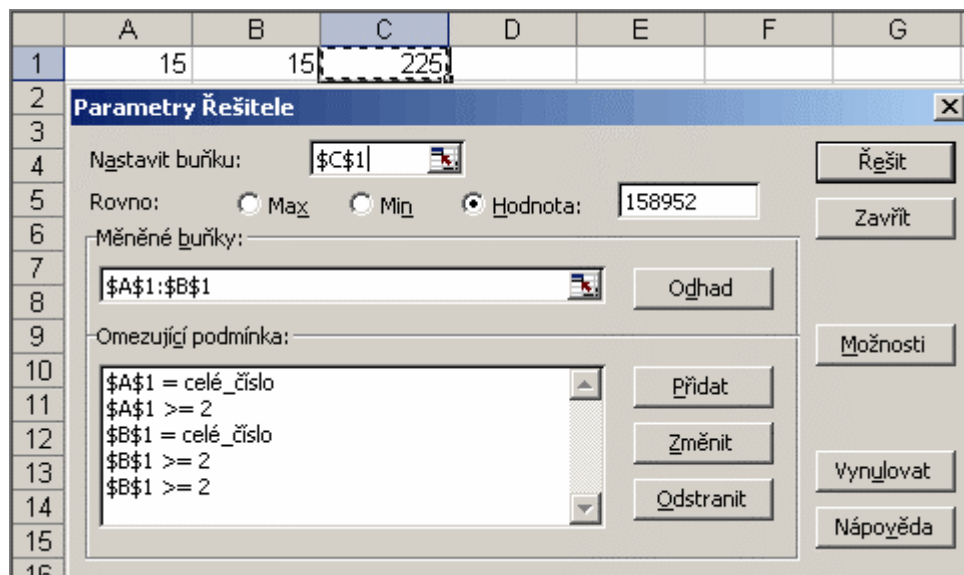 A B C D E F G
1 15 15 225
2 Parametry Řešitele
3
4 Nastavit buňku: $C$1 Řešit
5 Rovno: Max Min Hodnota: 158952 Zavřít
6 Měněné buňky:
7
8 $A$1:$B$1 Odhad
9 Omezující podmínka: Možnosti
10 $A$1 = celé_číslo Přidat
11 $A$1 >= 2
12 $B$1 = celé_číslo Změnit
13 $B$1 >= 2 Vynulovat
14 $B$1 >= 2 Odstranit
15 Nápověda
16